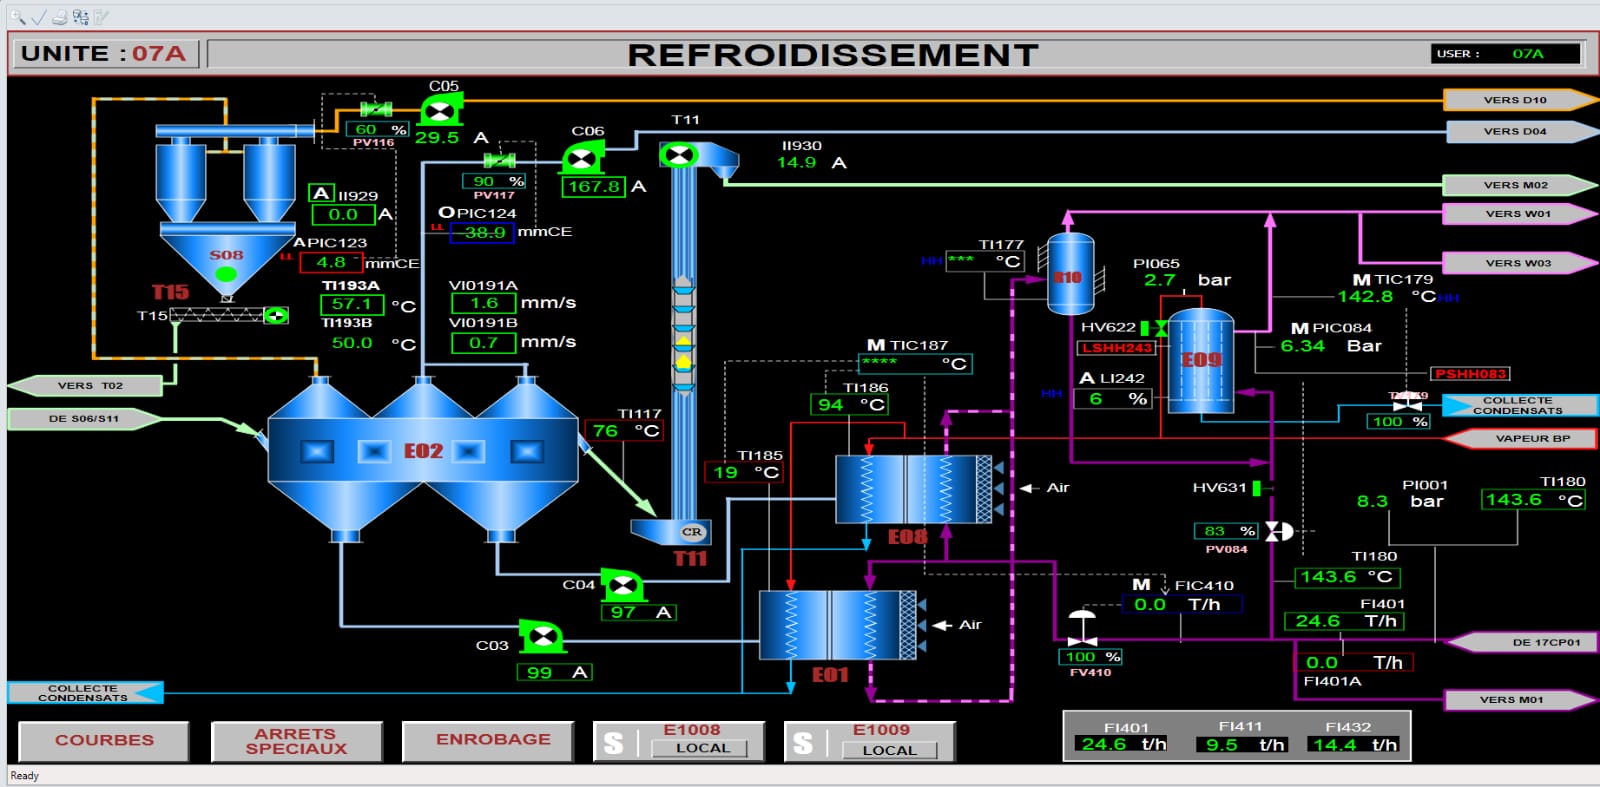 UNITE : 07A
REFROIDISSEMENT
USER : 07A
C05
VERS D10
60 %
PV116
29.5 A
C06
T11
VERS D04
II930
14.9 A
90 %
PV117
167.8 A
VERS M02
A II929
0.0 A
O PIC124
LL -38.9 mmCE
VERS W01
A PIC123
LL 4.8 mmCE
S08
TI177
HH *** °C
R10
PI065
2.7 bar
VERS W03
M TIC179
142.8 °C HH
T15
T15
TI193A
57.1 °C
TI193B
50.0 °C
VI0191A
1.6 mm/s
VI0191B
0.7 mm/s
HV622
LSHH243
E09
M PIC084
6.34 Bar
M TIC187
**** °C
PSHH083
VERS T02
DE S06/S11
TI186
94 °C
A LI242
HH 6 %
100 %
COLLECTE
CONDENSATS
VAPEUR BP
TI117
76 °C
E02
TI185
19 °C
Air
HV631
PI001
8.3 bar
TI180
143.6 °C
CR
T11
E08
83 %
PV084
TI180
143.6 °C
C04
97 A
M FIC410
0.0 T/h
FI401
24.6 T/h
C03
99 A
Air
E01
100 %
FV410
DE 17CP01
0.0 T/h
FI401A
COLLECTE
CONDENSATS
VERS M01
COURBES
ARRETS
SPECIAUX
ENROBAGE
S E1008
LOCAL
S E1009
LOCAL
FI401 FI411 FI432
24.6 t/h 9.5 t/h 14.4 t/h
Ready